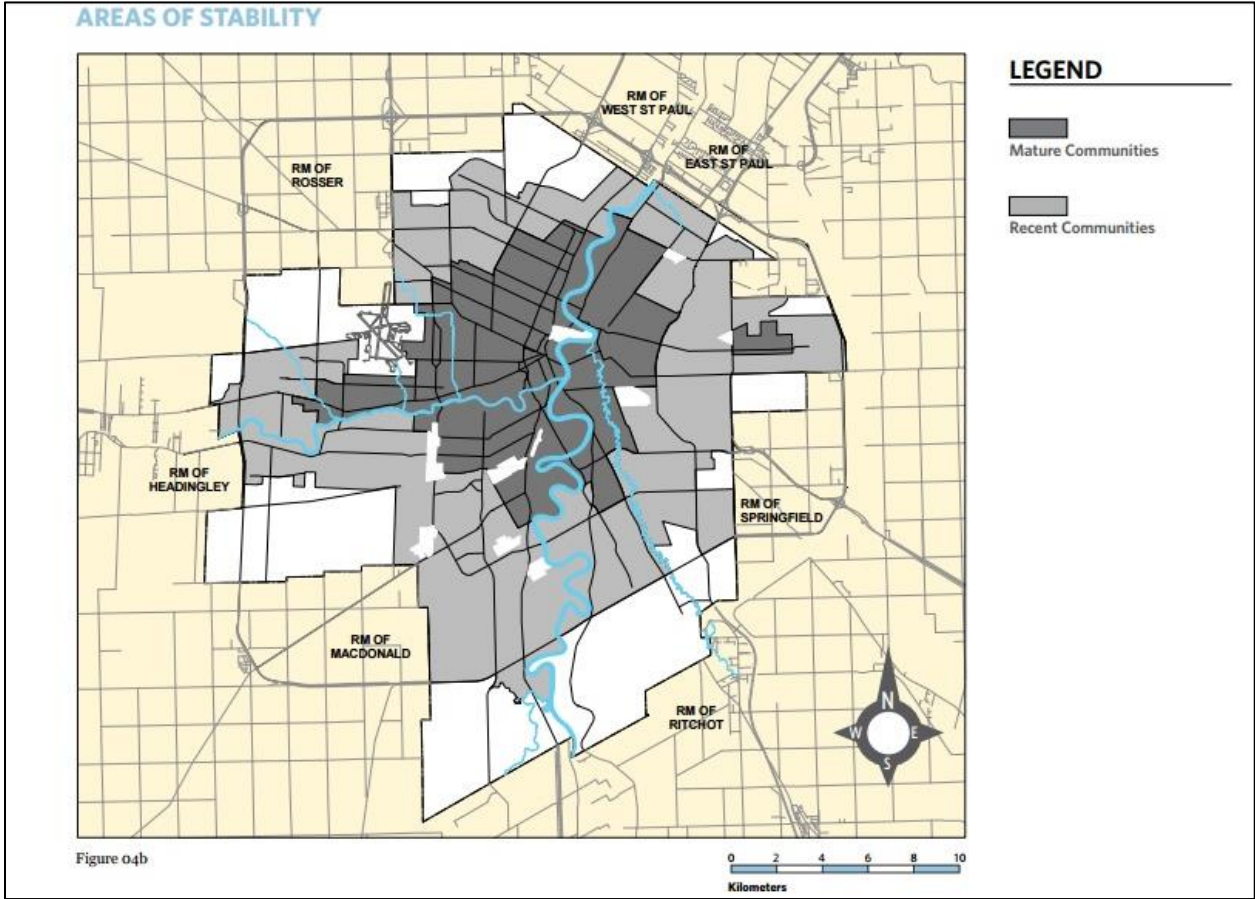 AREAS OF STABILITY
RM OF
WEST ST PAUL
RM OF
EAST ST PAUL
RM OF
ROSSER
RM OF
HEADINGLEY
RM OF
SPRINGFIELD
RM OF
MACDONALD
RM OF
RITCHOT
N
W
E
S
LEGEND
Mature Communities
Recent Communities
Figure 04b
0 2 4 6 8 10
Kilometers